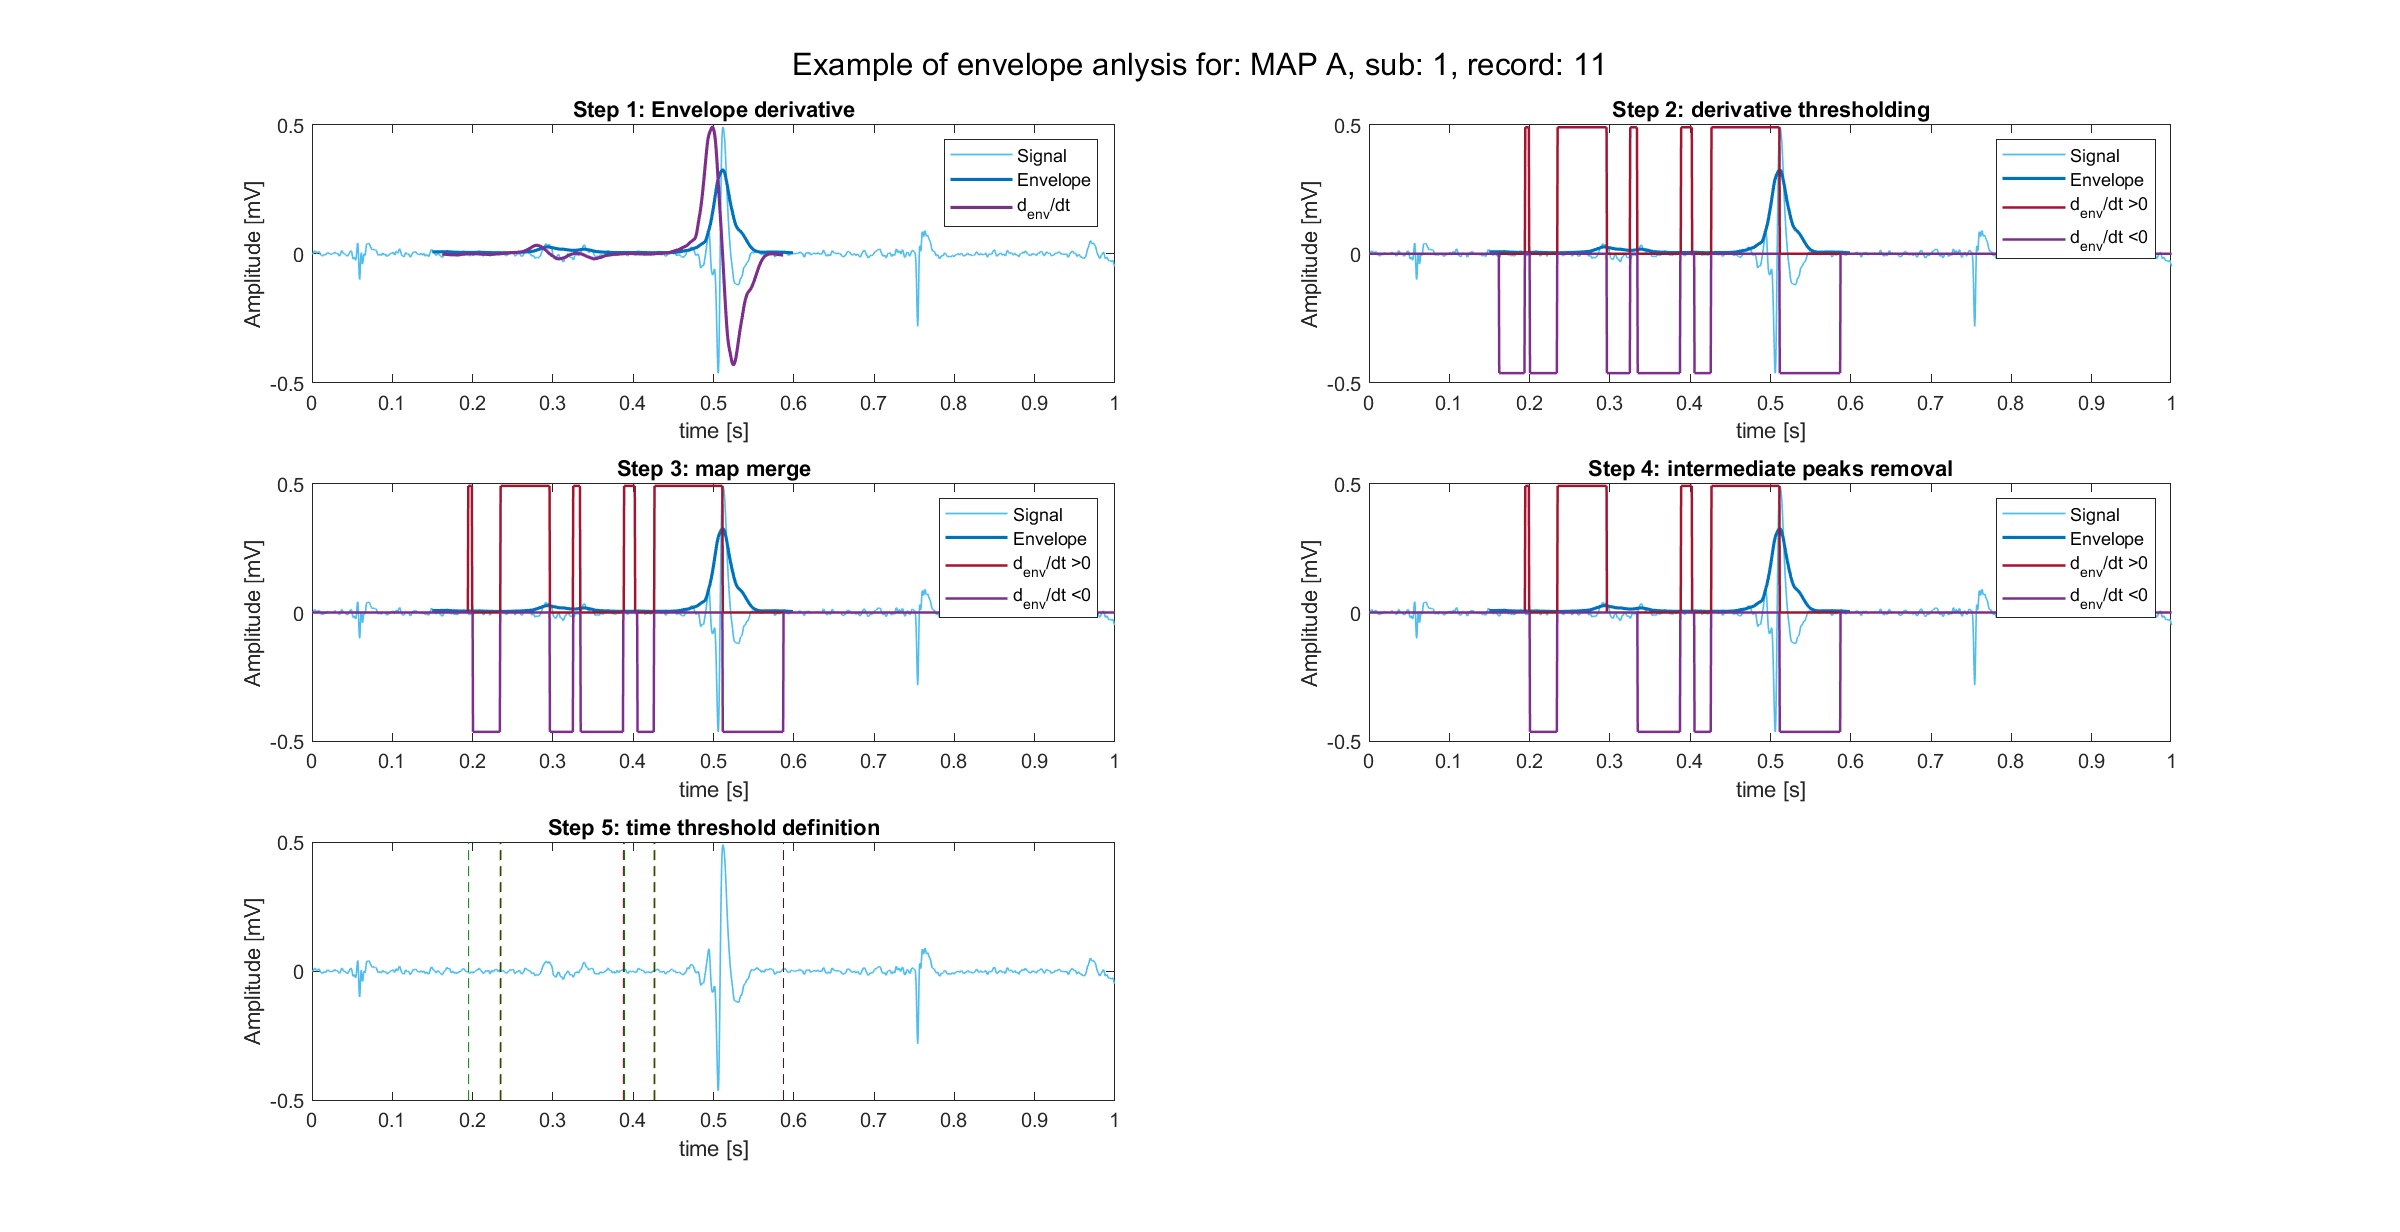 Example of envelope anlysis for: MAP A, sub: 1, record: 11
Step 1: Envelope derivative
0.5
0
-0.5
Amplitude [mV]
Signal
Envelope
d_env/dt
0 0.1 0.2 0.3 0.4 0.5 0.6 0.7 0.8 0.9 1
time [s]
Step 2: derivative thresholding
0.5
0
-0.5
Amplitude [mV]
Signal
Envelope
d_env/dt >0
d_env/dt <0
0 0.1 0.2 0.3 0.4 0.5 0.6 0.7 0.8 0.9 1
time [s]
Step 3: map merge
0.5
0
-0.5
Amplitude [mV]
Signal
Envelope
d_env/dt >0
d_env/dt <0
0 0.1 0.2 0.3 0.4 0.5 0.6 0.7 0.8 0.9 1
time [s]
Step 4: intermediate peaks removal
0.5
0
-0.5
Amplitude [mV]
Signal
Envelope
d_env/dt >0
d_env/dt <0
0 0.1 0.2 0.3 0.4 0.5 0.6 0.7 0.8 0.9 1
time [s]
Step 5: time threshold definition
0.5
0
-0.5
Amplitude [mV]
0 0.1 0.2 0.3 0.4 0.5 0.6 0.7 0.8 0.9 1
time [s]